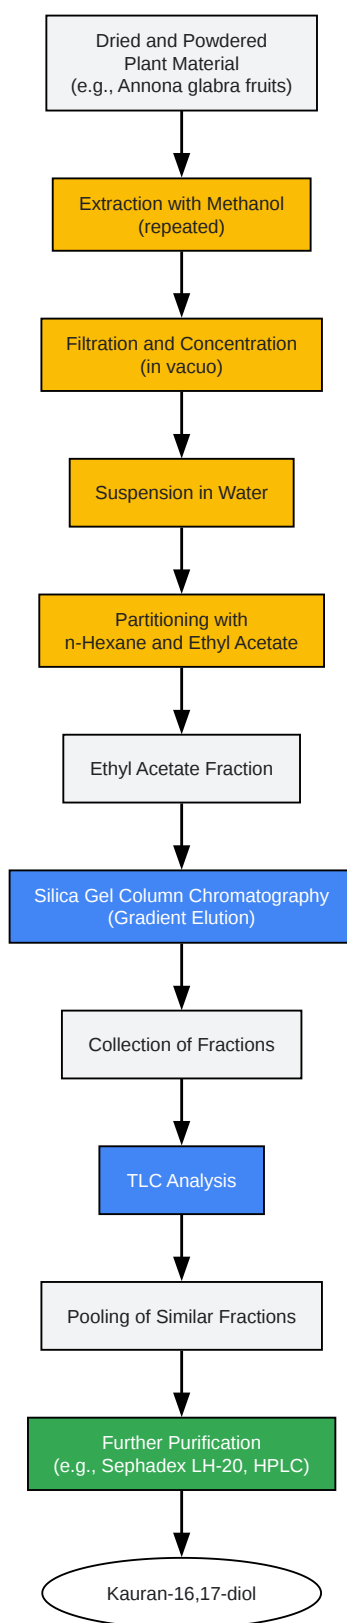 Dried and Powdered
Plant Material
(e.g., Annona glabra fruits)
Extraction with Methanol
(repeated)
Filtration and Concentration
(in vacuo)
Suspension in Water
Partitioning with
n-Hexane and Ethyl Acetate
Ethyl Acetate Fraction
Silica Gel Column Chromatography
(Gradient Elution)
Collection of Fractions
TLC Analysis
Pooling of Similar Fractions
Further Purification
(e.g., Sephadex LH-20, HPLC)
Kauran-16,17-diol